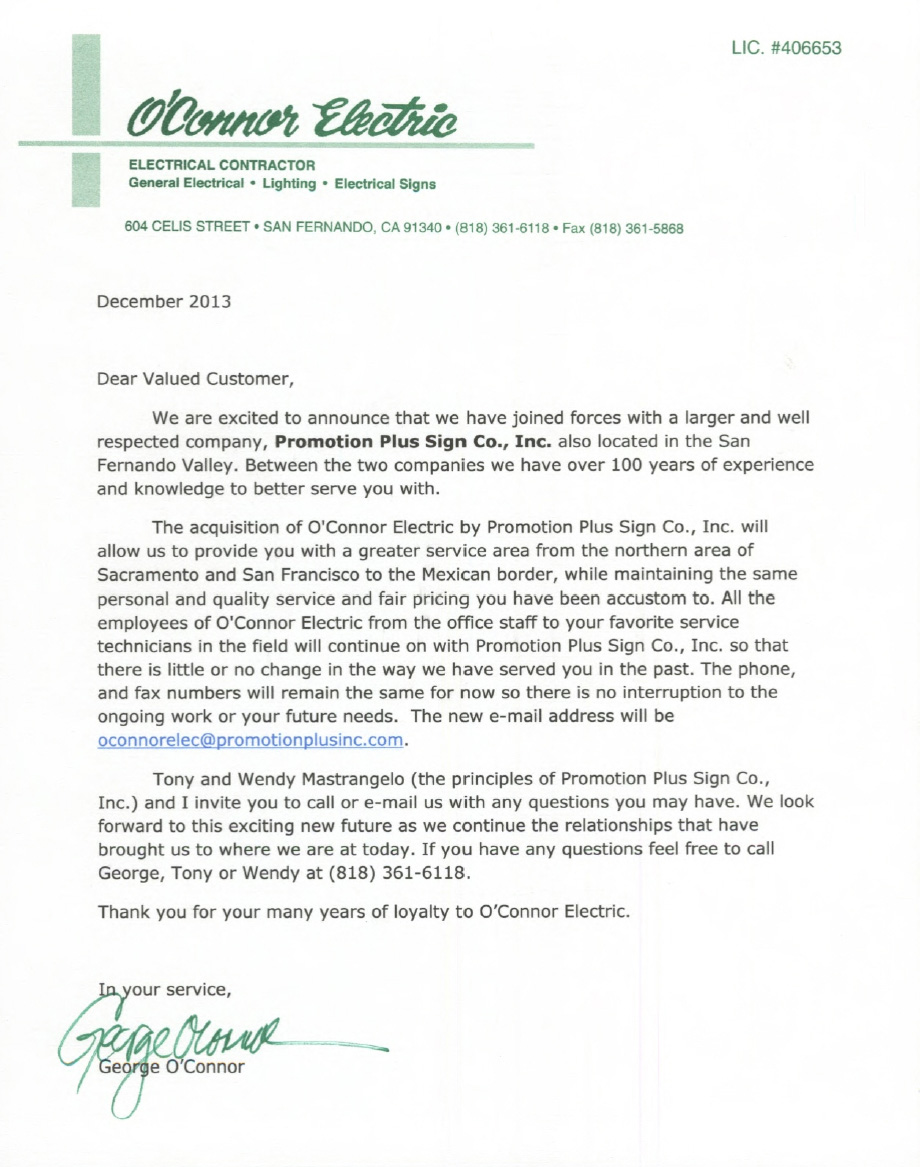 LIC. #406653
O'Connor Electric
ELECTRICAL CONTRACTOR
General Electrical • Lighting • Electrical Signs
604 CELIS STREET • SAN FERNANDO, CA 91340 • (818) 361-6118 • Fax (818) 361-5868
December 2013
Dear Valued Customer,
We are excited to announce that we have joined forces with a larger and well
respected company, Promotion Plus Sign Co., Inc. also located in the San
Fernando Valley. Between the two companies we have over 100 years of experience
and knowledge to better serve you with.
The acquisition of O'Connor Electric by Promotion Plus Sign Co., Inc. will
allow us to provide you with a greater service area from the northern area of
Sacramento and San Francisco to the Mexican border, while maintaining the same
personal and quality service and fair pricing you have been accustom to. All the
employees of O'Connor Electric from the office staff to your favorite service
technicians in the field will continue on with Promotion Plus Sign Co., Inc. so that
there is little or no change in the way we have served you in the past. The phone,
and fax numbers will remain the same for now so there is no interruption to the
ongoing work or your future needs.  The new e-mail address will be
oconnorelec@promotionplusinc.com.
Tony and Wendy Mastrangelo (the principles of Promotion Plus Sign Co.,
Inc.) and I invite you to call or e-mail us with any questions you may have. We look
forward to this exciting new future as we continue the relationships that have
brought us to where we are at today. If you have any questions feel free to call
George, Tony or Wendy at (818) 361-6118.
Thank you for your many years of loyalty to O'Connor Electric.
In your service,
George O'Connor
George O'Connor